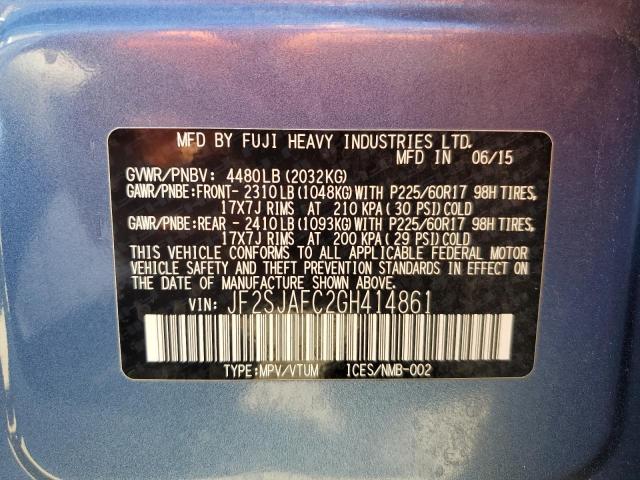 MFD BY FUJI HEAVY INDUSTRIES LTD.
MFD IN 06/15
GVWR/PNBV: 4480LB (2032KG)
GAWR/PNBE:FRONT- 2310LB (1048KG) WITH P225/60R17 98H TIRES,
17X7J RIMS AT 210 KPA (30 PSI) COLD
GAWR/PNBE:REAR - 2410LB (1093KG) WITH P225/60R17 98H TIRES,
17X7J RIMS AT 200 KPA (29 PSI) COLD
THIS VEHICLE CONFORMS TO ALL APPLICABLE FEDERAL MOTOR
VEHICLE SAFETY AND THEFT PREVENTION STANDARDS IN EFFECT ON
THE DATE OF MANUFACTURE SHOWN ABOVE.
VIN: JF2SJAFC2GH414861
TYPE:MPV/VTUM ICES/NMB-002